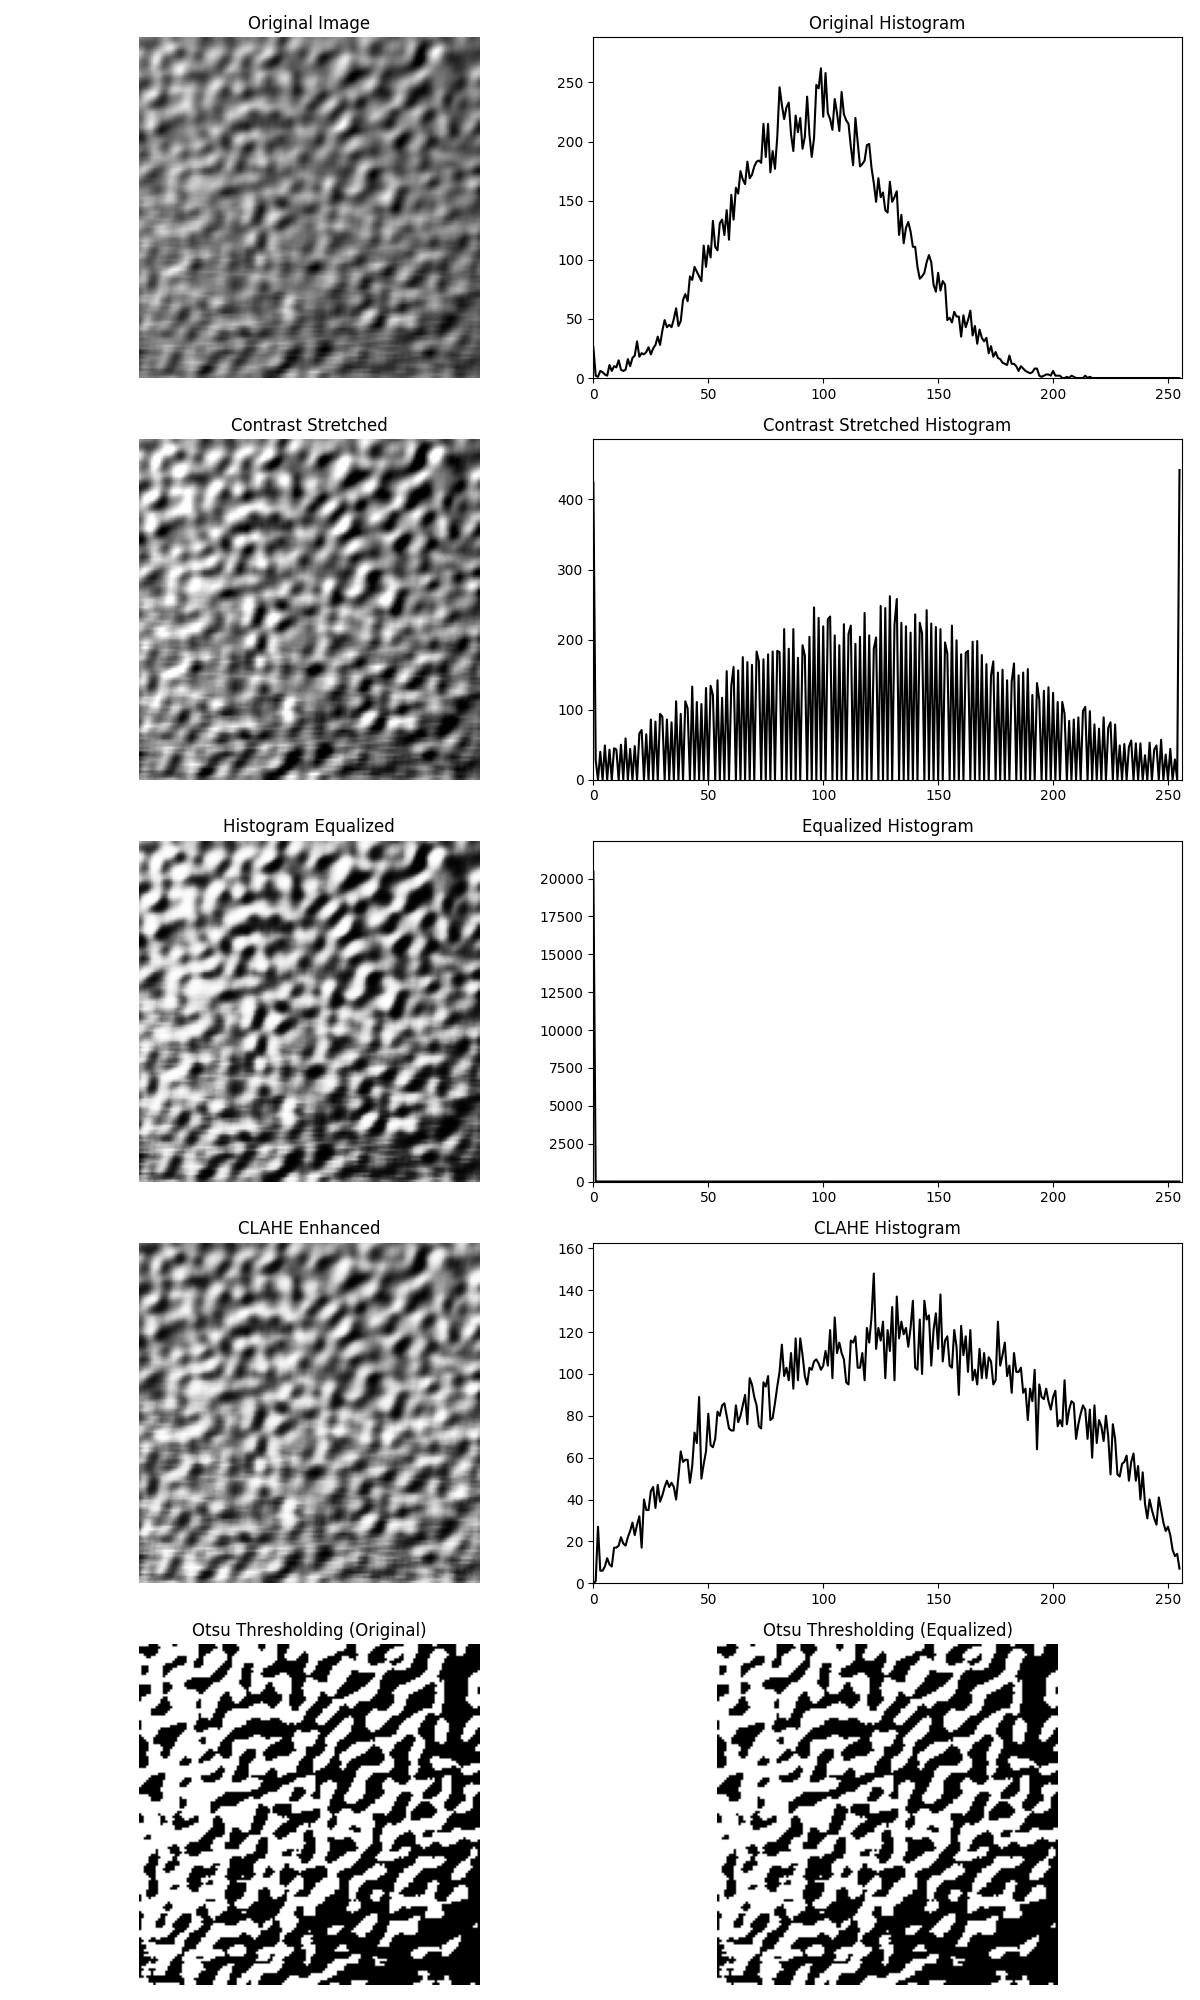 Original Image
Original Histogram
250
200
150
100
50
0
0 50 100 150 200 250
Contrast Stretched
Contrast Stretched Histogram
400
300
200
100
0
0 50 100 150 200 250
Histogram Equalized
Equalized Histogram
20000
17500
15000
12500
10000
7500
5000
2500
0
0 50 100 150 200 250
CLAHE Enhanced
CLAHE Histogram
160
140
120
100
80
60
40
20
0
0 50 100 150 200 250
Otsu Thresholding (Original)
Otsu Thresholding (Equalized)